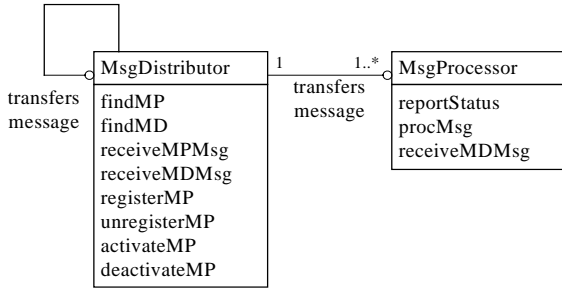 MsgDistributor
findMP
findMD
receiveMPMsg
receiveMDMsg
registerMP
unregisterMP
activateMP
deactivateMP
transfers
message
1
1..*
transfers
message
MsgProcessor
reportStatus
procMsg
receiveMDMsg